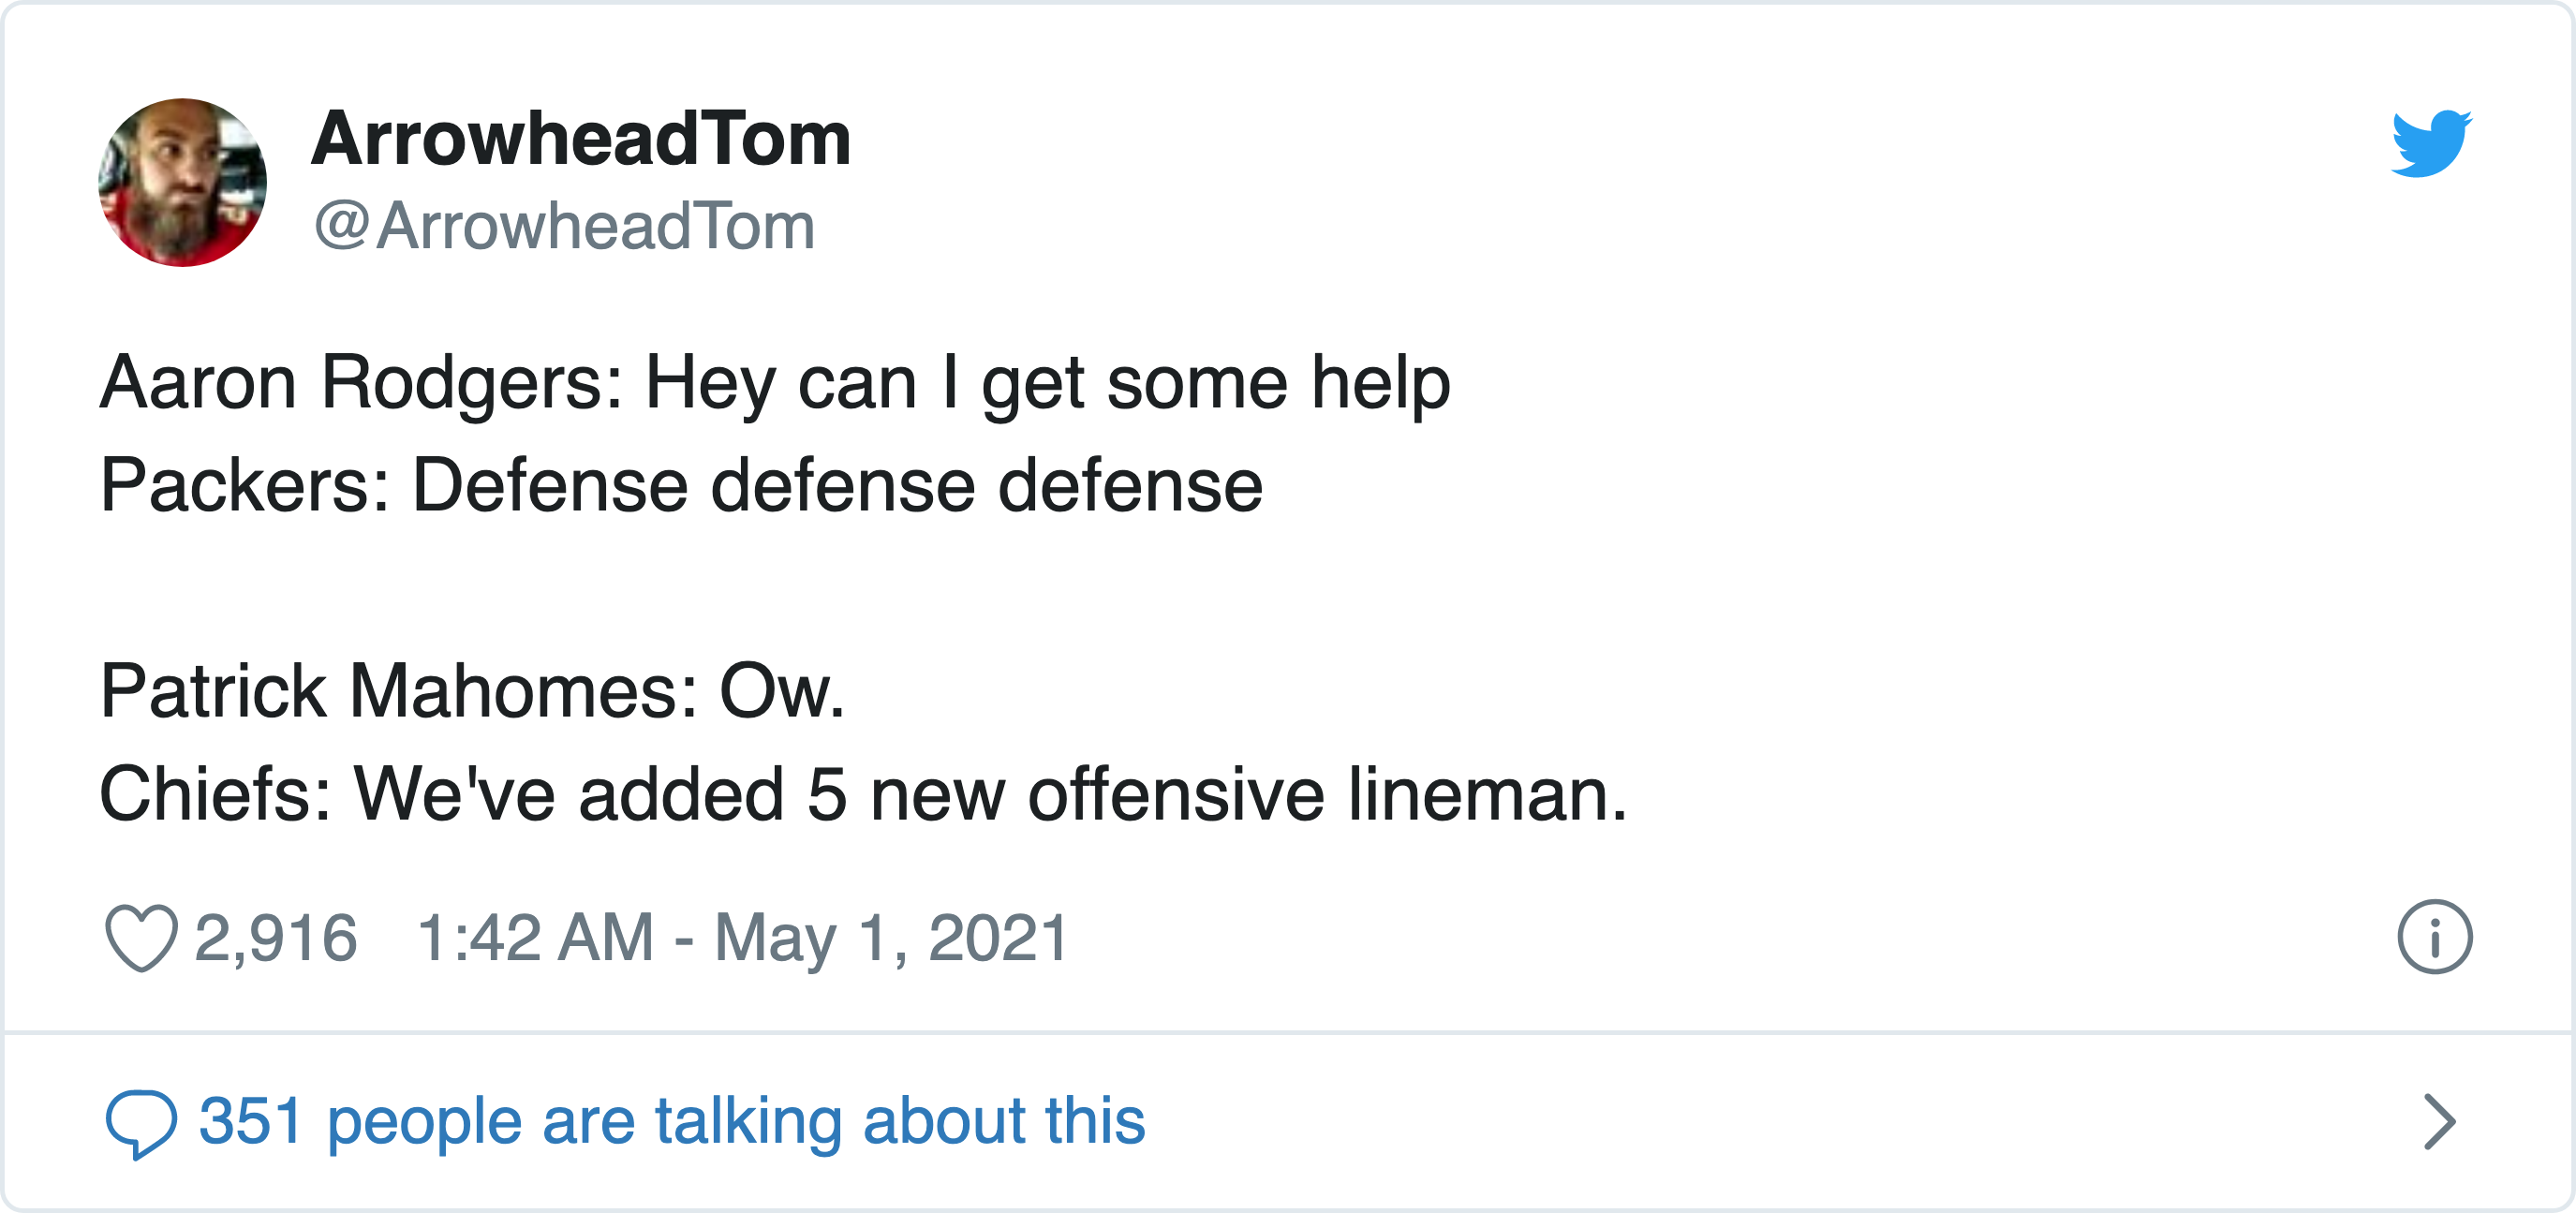 ArrowheadTom
@ArrowheadTom
Aaron Rodgers: Hey can I get some help
Packers: Defense defense defense
Patrick Mahomes: Ow.
Chiefs: We've added 5 new offensive lineman.
2,916 1:42 AM - May 1, 2021
351 people are talking about this